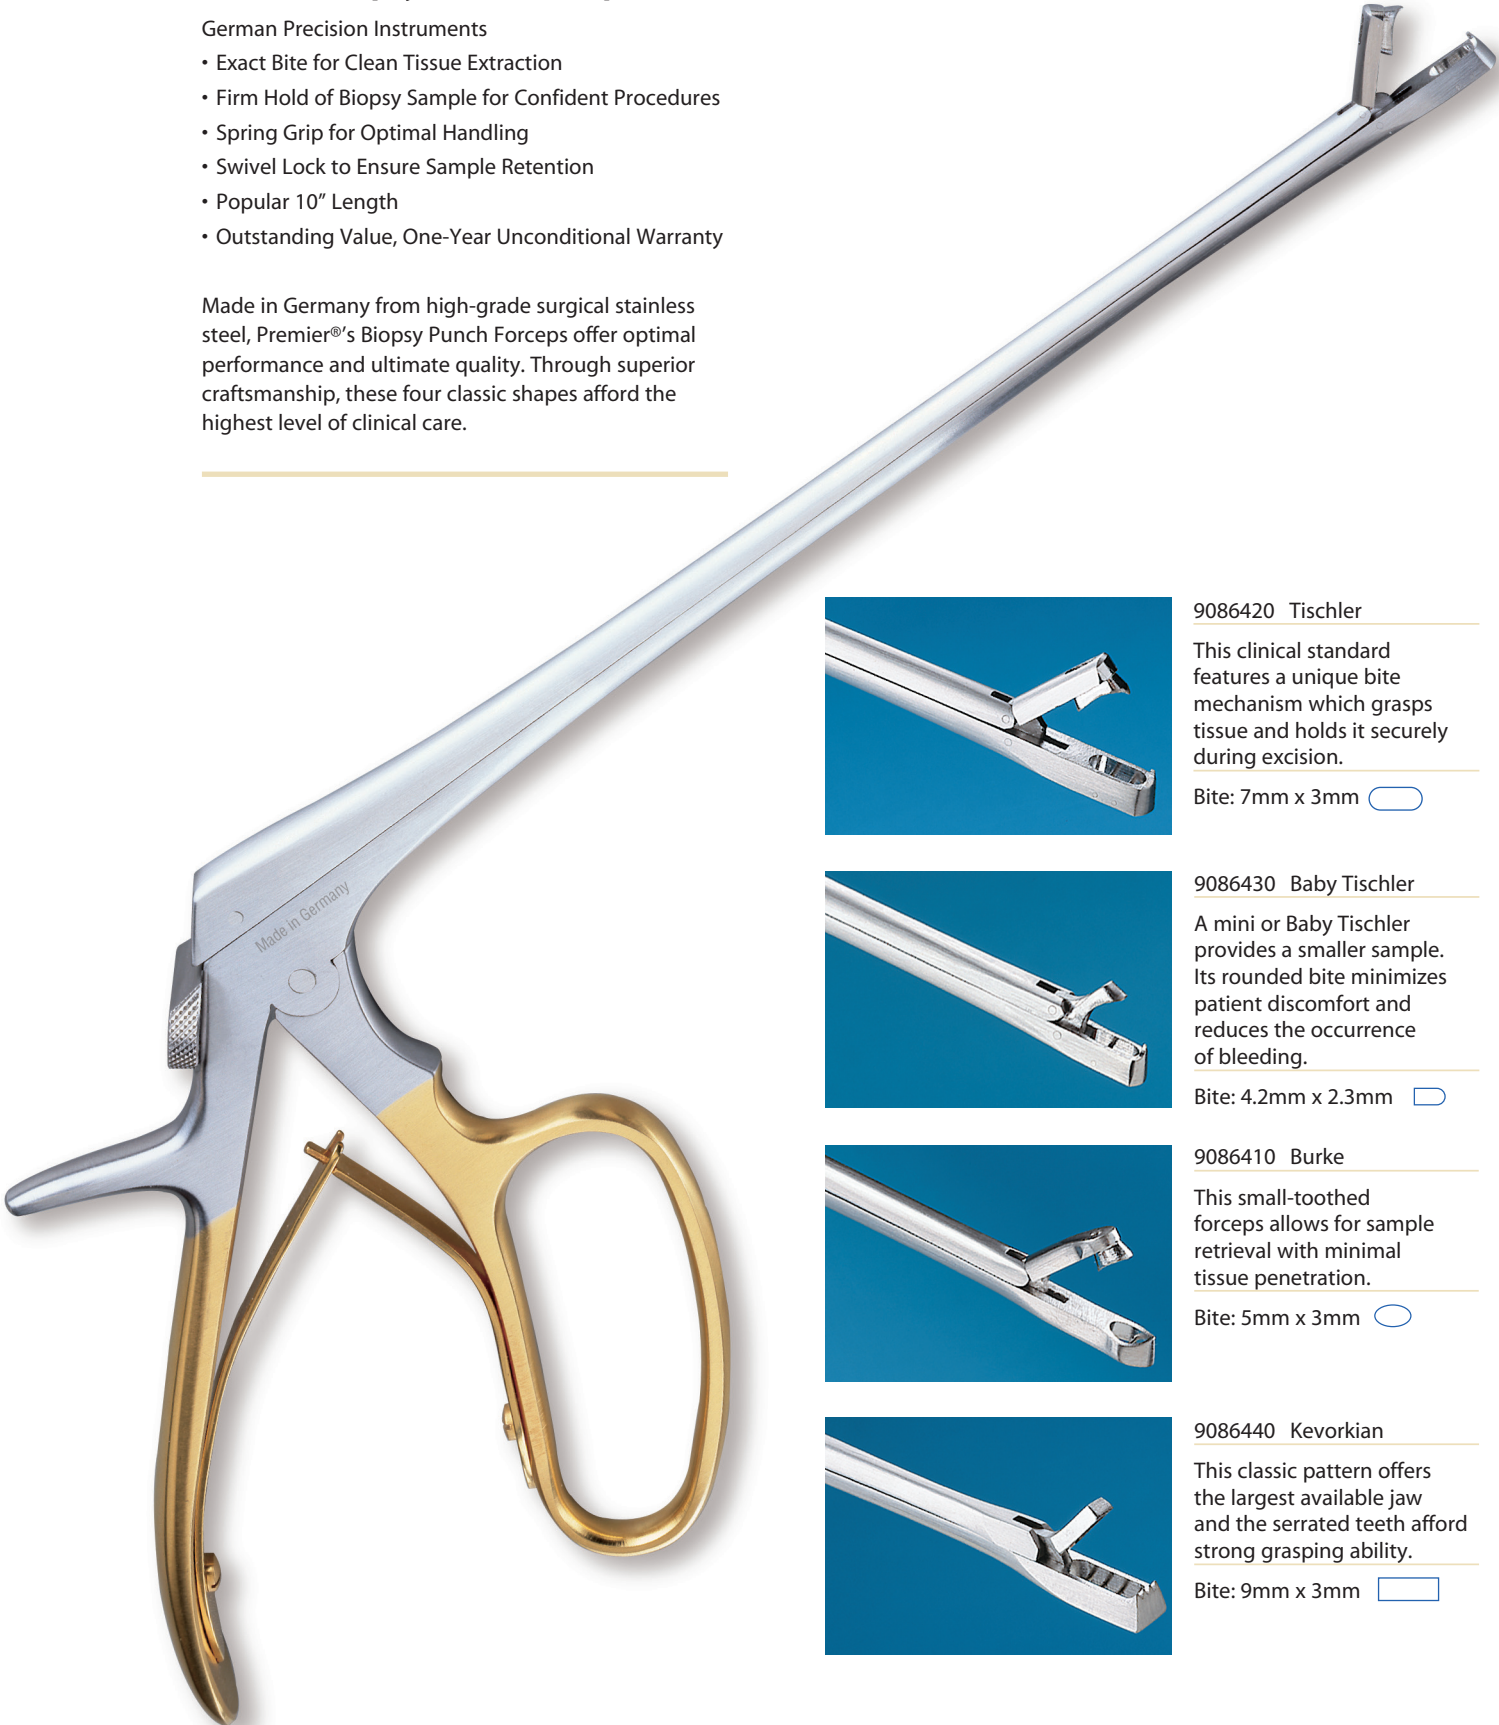 German Precision Instruments
• Exact Bite for Clean Tissue Extraction
• Firm Hold of Biopsy Sample for Confident Procedures
• Spring Grip for Optimal Handling
• Swivel Lock to Ensure Sample Retention
• Popular 10” Length
• Outstanding Value, One-Year Unconditional Warranty
Made in Germany from high-grade surgical stainless
steel, Premier®’s Biopsy Punch Forceps offer optimal
performance and ultimate quality. Through superior
craftsmanship, these four classic shapes afford the
highest level of clinical care.
Made in Germany
9086420 Tischler
This clinical standard
features a unique bite
mechanism which grasps
tissue and holds it securely
during excision.
Bite: 7mm x 3mm
9086430 Baby Tischler
A mini or Baby Tischler
provides a smaller sample.
Its rounded bite minimizes
patient discomfort and
reduces the occurrence
of bleeding.
Bite: 4.2mm x 2.3mm
9086410 Burke
This small-toothed
forceps allows for sample
retrieval with minimal
tissue penetration.
Bite: 5mm x 3mm
9086440 Kevorkian
This classic pattern offers
the largest available jaw
and the serrated teeth afford
strong grasping ability.
Bite: 9mm x 3mm